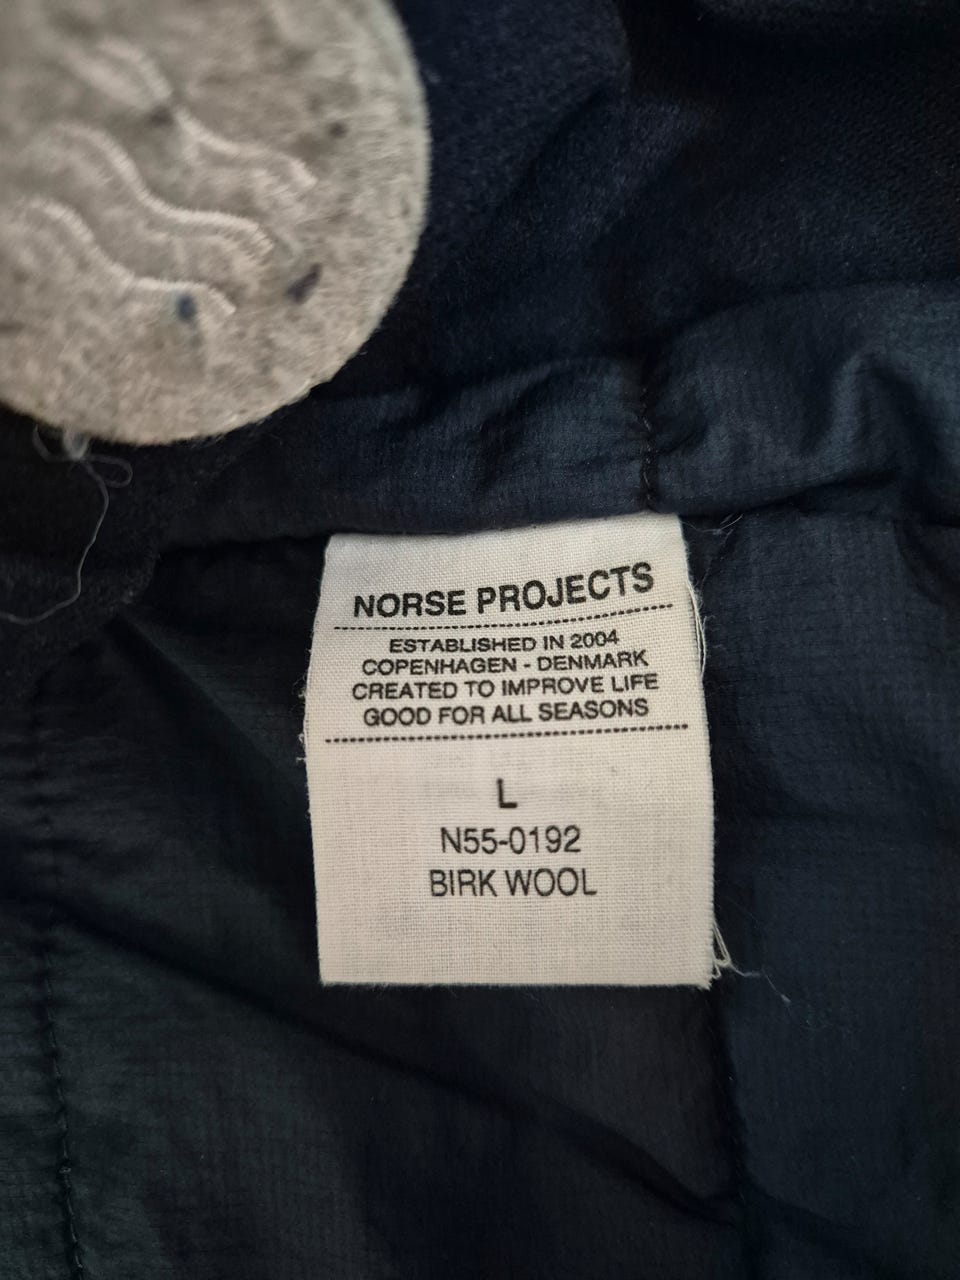 NORSE PROJECTS
ESTABLISHED IN 2004
COPENHAGEN - DENMARK
CREATED TO IMPROVE LIFE
GOOD FOR ALL SEASONS
L
N55-0192
BIRK WOOL